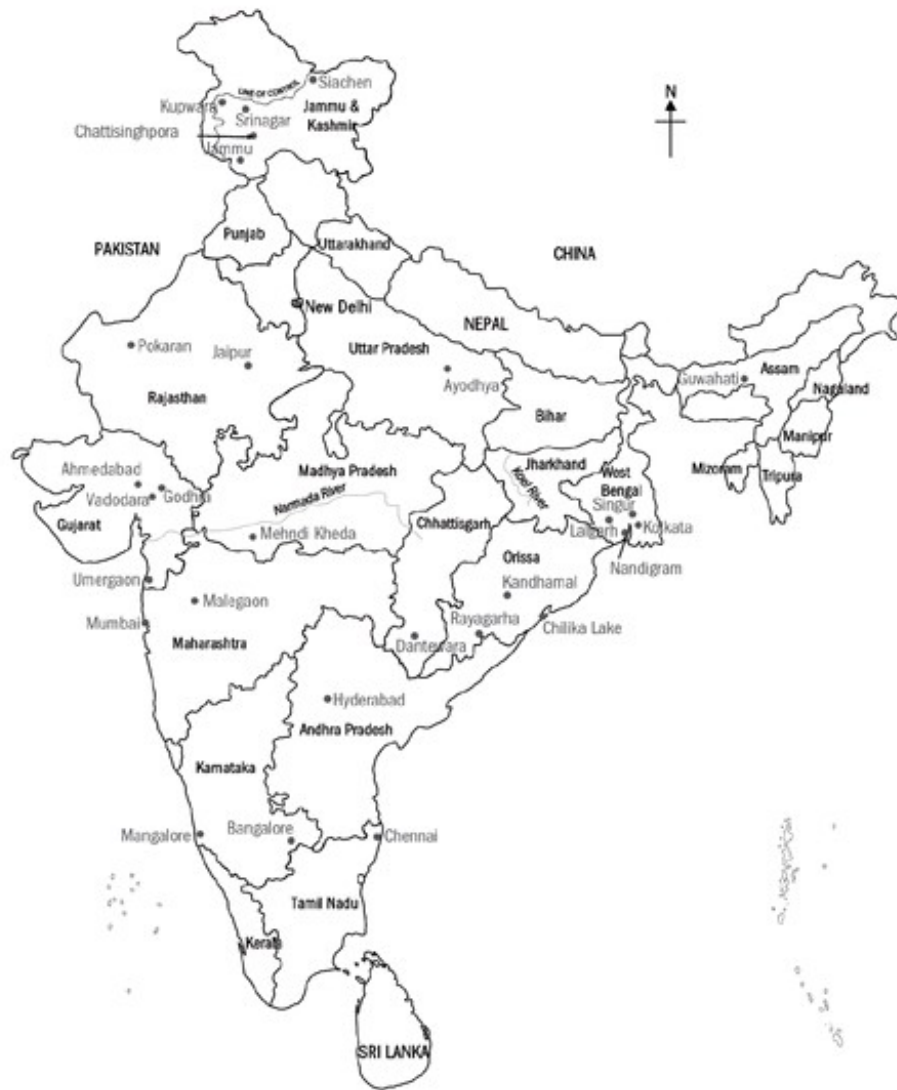 Siachen
LINE OF CONTROL
Kupwara
Srinagar
Jammu &
Kashmir
N
Chattisinghpora
Jammu
Punjab
Uttarakhand
PAKISTAN
CHINA
New Delhi
NEPAL
Pokaran
Jaipur
Uttar Pradesh
Ayodhya
Guwahati
Assam
Rajasthan
Nagaland
Bihar
Manipur
Ahmedabad
Madhya Pradesh
Jharkhand
West
Bengal
Mizoram
Tripura
Vadodara
Godhra
Narmada River
Koel River
Singur
Gujarat
Chhattisgarh
Mehndi Kheda
Lalgarh
Kolkata
Orissa
Nandigram
Umergaon
Kandhamal
Malegaon
Mumbai
Rayagarha
Chilika Lake
Maharashtra
Dantewara
Hyderabad
Andhra Pradesh
Karnataka
Mangalore
Bangalore
Chennai
Tamil Nadu
Kerala
SRI LANKA